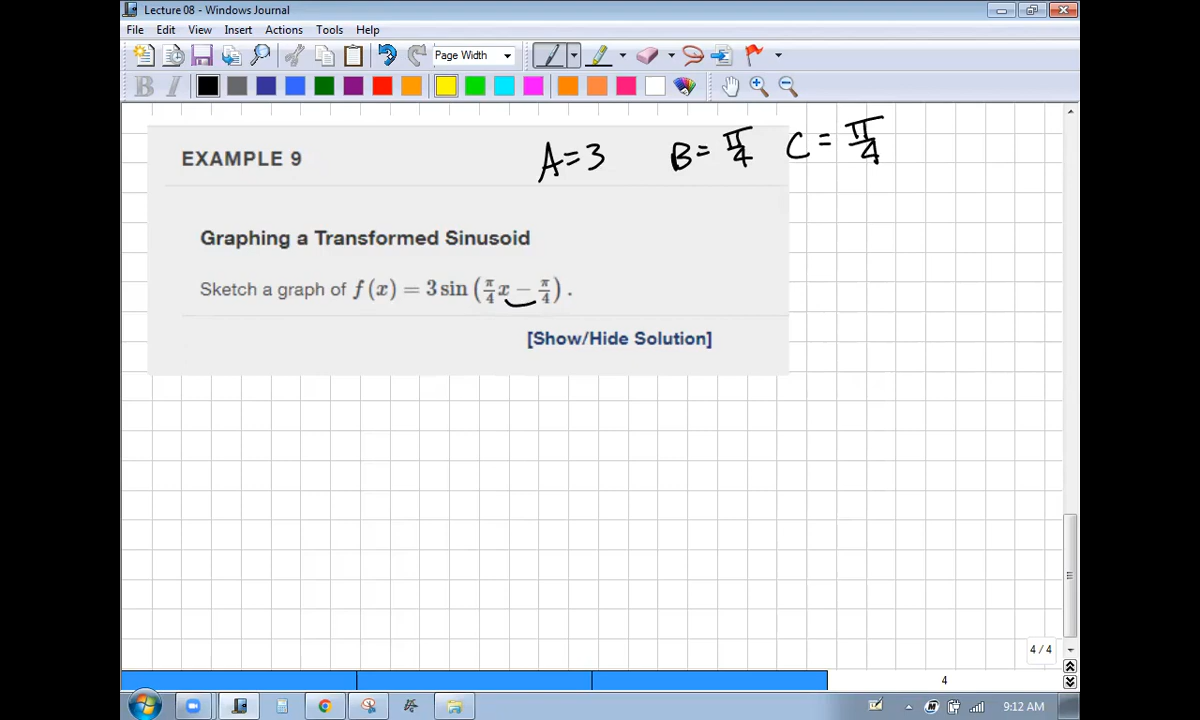 Lecture 08 - Windows Journal
File Edit View Insert Actions Tools Help
Page Width
B I
A=3 B=π/4 C=π/4
EXAMPLE 9
Graphing a Transformed Sinusoid
Sketch a graph of f(x) = 3 sin (π/4 x − π/4) .
[Show/Hide Solution]
4 / 4
4
9:12 AM